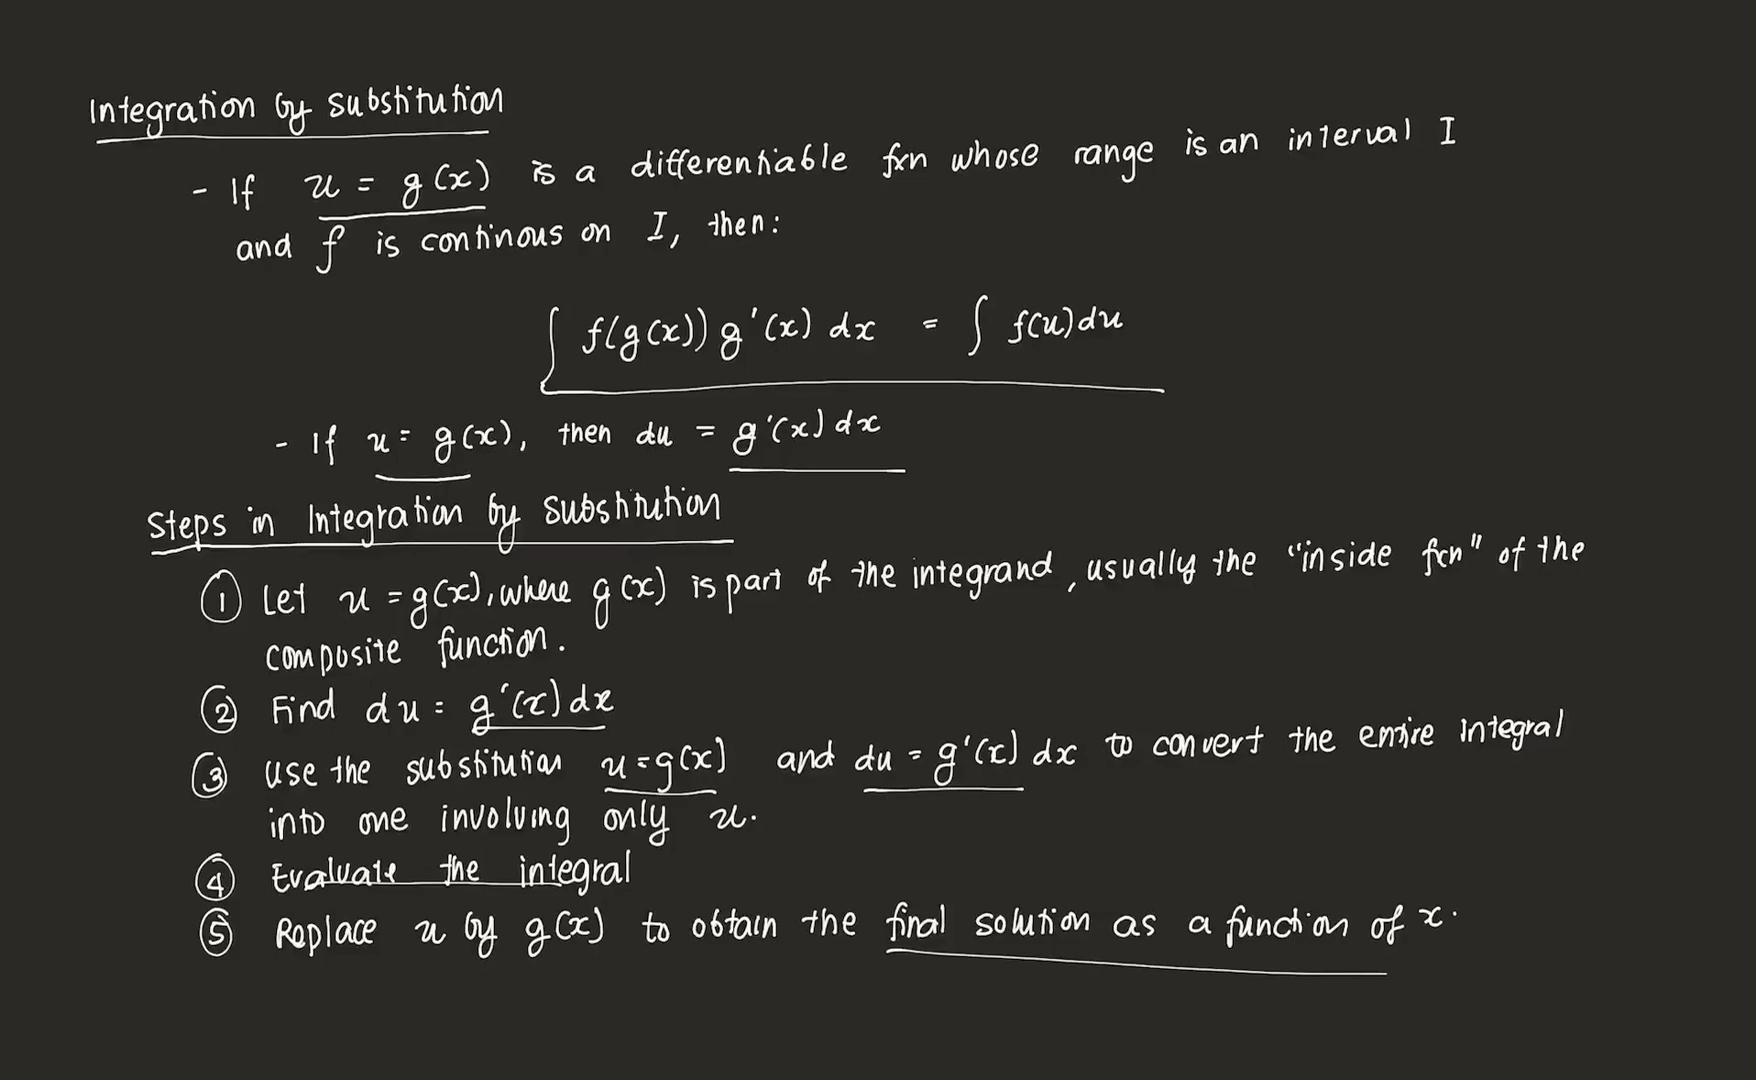 Integration by substitution
- If u = g(x) is a differentiable fxn whose range is an interval I
and f is continous on I, then:
∫ f(g(x)) g'(x) dx = ∫ f(u)du
- If u = g(x), then du = g'(x) dx
Steps in Integration by substitution
① Let u = g(x), where g(x) is part of the integrand, usually the "inside fcn" of the
composite function.
② Find du = g'(x) dx
③ Use the substitution u = g(x) and du = g'(x) dx to convert the entire integral
into one involving only u.
④ Evaluate the integral
⑤ Replace u by g(x) to obtain the final solution as a function of x.